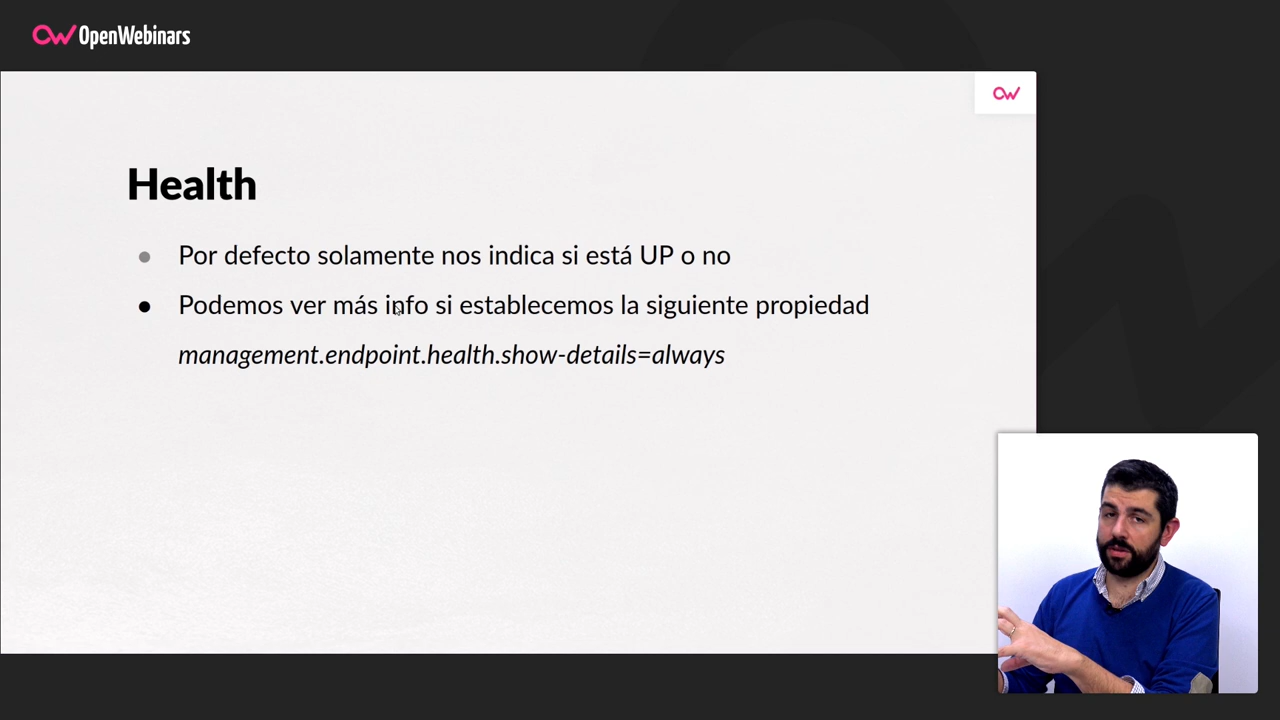 OpenWebinars
Health
Por defecto solamente nos indica si está UP o no
Podemos ver más info si establecemos la siguiente propiedad
management.endpoint.health.show-details=always